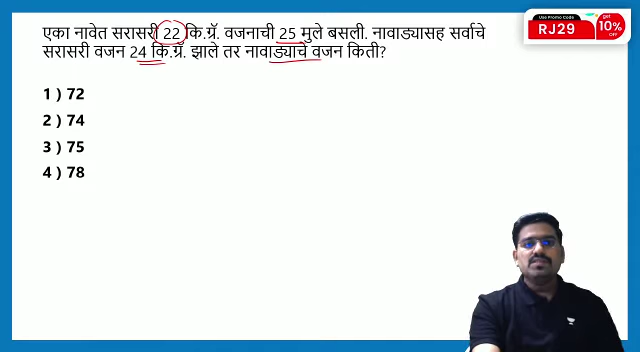 एका नावेत सरासरी 22 कि.ग्रॅ. वजनाची 25 मुले बसली. नावाड्यासह सर्वाचे
सरासरी वजन 24 कि.ग्रॅ. झाले तर नावाड्याचे वजन किती?
1 ) 72
2 ) 74
3 ) 75
4 ) 78
Use Promo Code
RJ29
get
10%
OFF